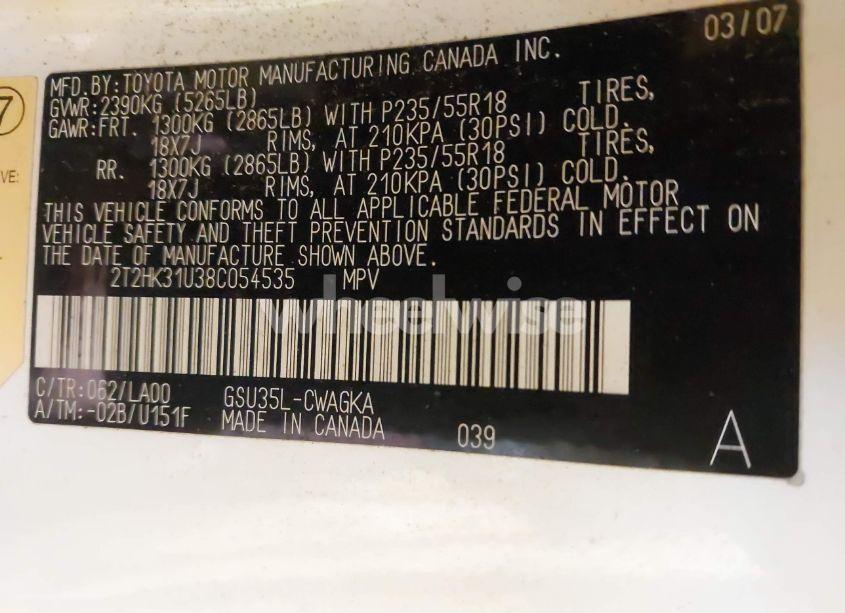 03/07
MFD. BY: TOYOTA MOTOR MANUFACTURING CANADA INC.
GVWR: 2390KG (5265LB)
GAWR: FRT. 1300KG (2865LB) WITH P235/55R18 TIRES,
18X7J RIMS, AT 210KPA (30PSI) COLD.
RR. 1300KG (2865LB) WITH P235/55R18 TIRES,
18X7J RIMS, AT 210KPA (30PSI) COLD.
THIS VEHICLE CONFORMS TO ALL APPLICABLE FEDERAL MOTOR
VEHICLE SAFETY AND THEFT PREVENTION STANDARDS IN EFFECT ON
THE DATE OF MANUFACTURE SHOWN ABOVE.
2T2HK31U38C054535 MPV
wheelwise
C/TR: 062/LA00 GSU35L-CWAGKA
A/TM: -02B/U151F MADE IN CANADA 039
A
7
VE: